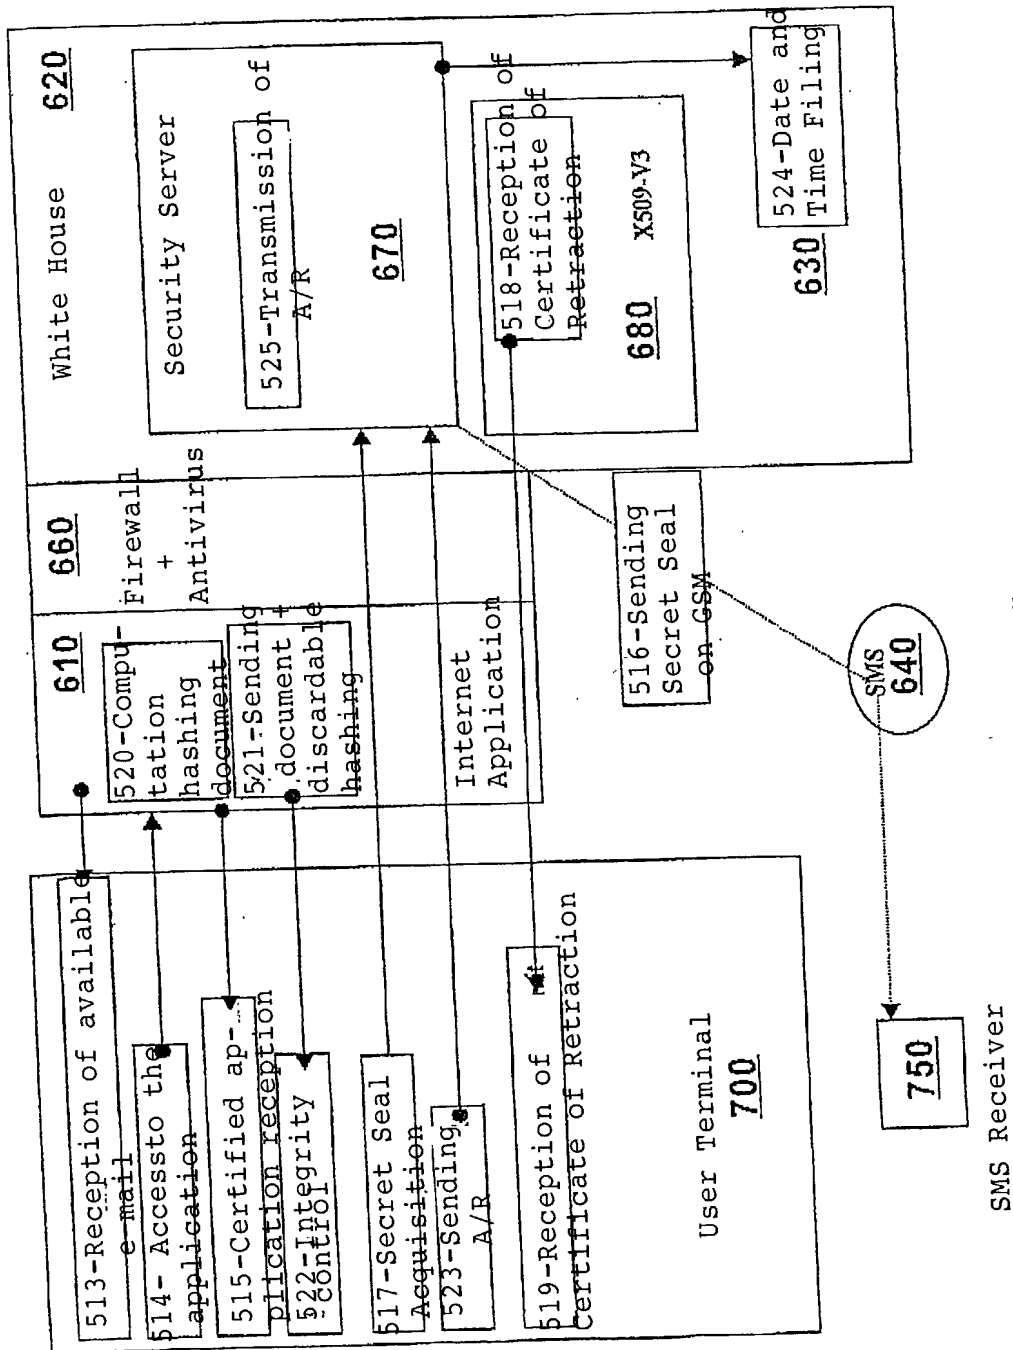 620
White House
Security Server
525-Transmission of
A/R
670
518-Reception of
Certificate of
Retraction
680
X509-V3
524-Date and
Time Filing
630
660
Firewall
+
Antivirus
610
520-Compu-
tation
hashing
document
521-Sending
document +
discardable
hashing
Internet
Application
516-Sending
Secret Seal
on GSM
SMS
640
513-Reception of available
e-mail
514- Accessto the
application
515-Certified ap-
plication reception
522-Integrity
control
517-Secret Seal
Acquisition
523-Sending
A/R
519-Reception of
Certificate of Retraction
User Terminal
700
750
SMS Receiver